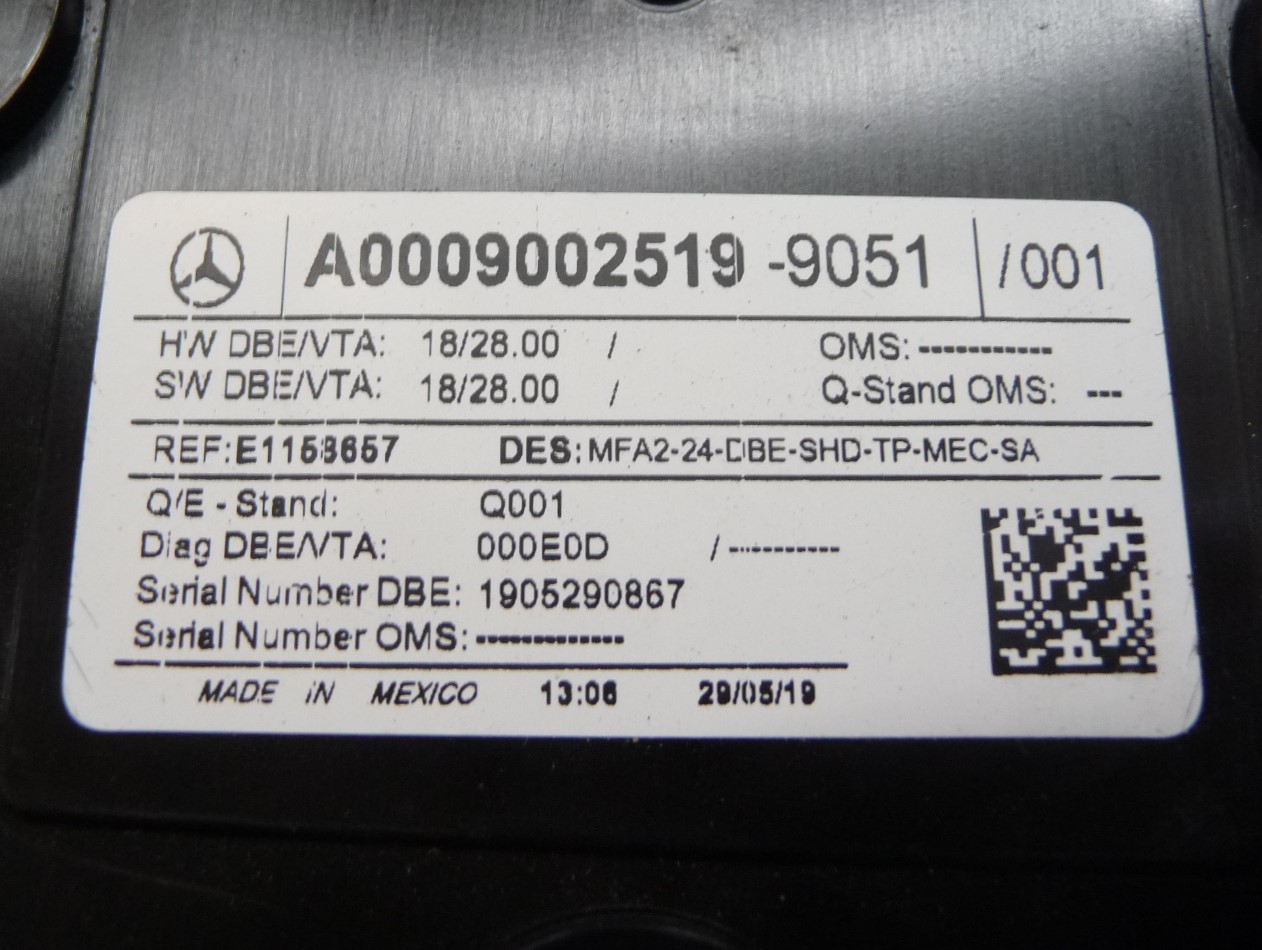 A0009002519 -9051 /001
HW DBE/VTA: 18/28.00 / OMS: -----------
SW DBE/VTA: 18/28.00 / Q-Stand OMS: ---
REF:E1158657 DES: MFA2-24-DBE-SHD-TP-MEC-SA
Q/E - Stand: Q001
Diag DBE/VTA: 000E0D /-----------
Serial Number DBE: 1905290867
Serial Number OMS: -------------
MADE IN MEXICO 13:06 29/05/19